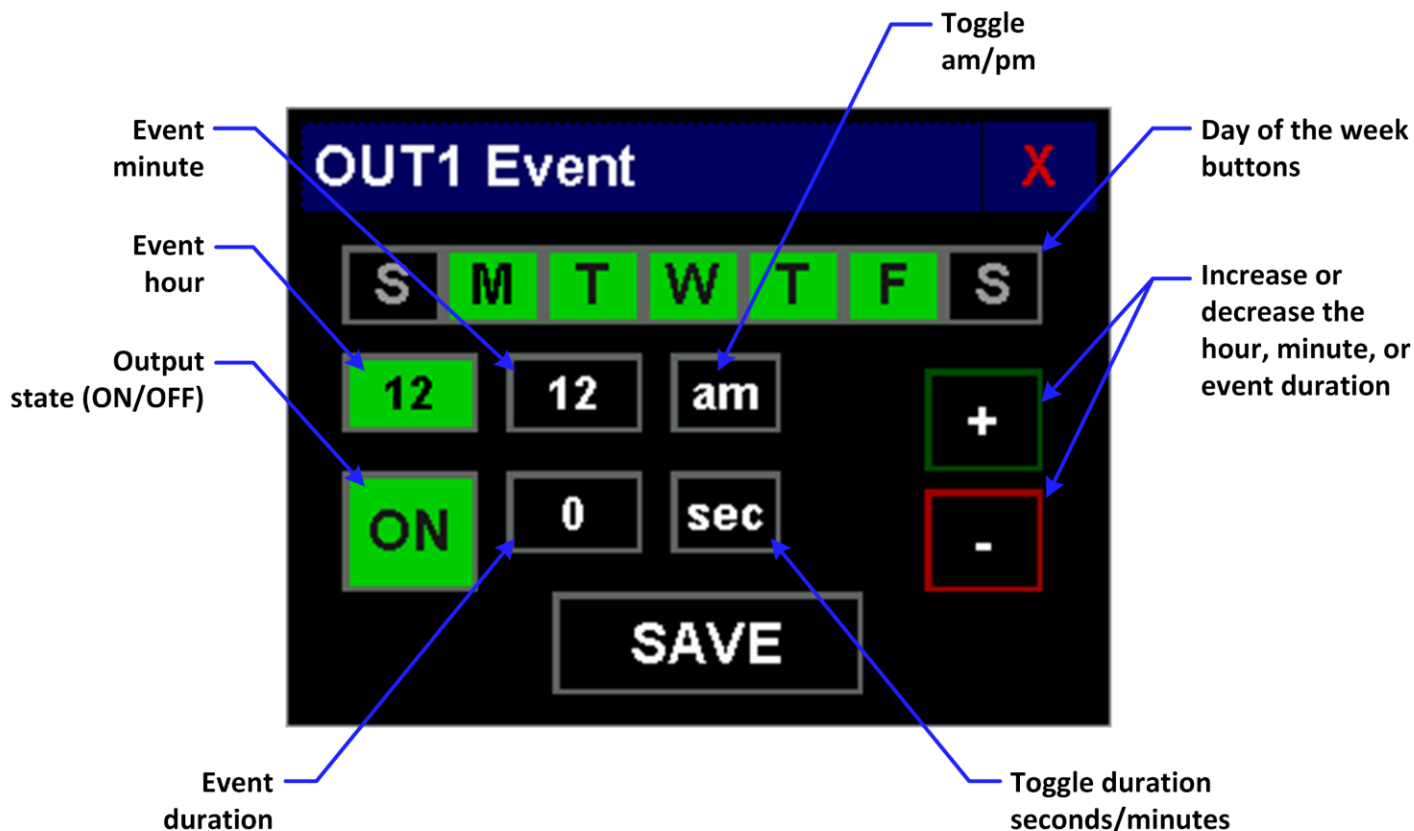 Toggle
am/pm
Event
minute
Day of the week
buttons
OUT1 Event X
Event
hour
S M T W T F S
Increase or
decrease the
hour, minute, or
event duration
Output
state (ON/OFF)
12 12 am
+
ON 0 sec
-
SAVE
Event
duration
Toggle duration
seconds/minutes